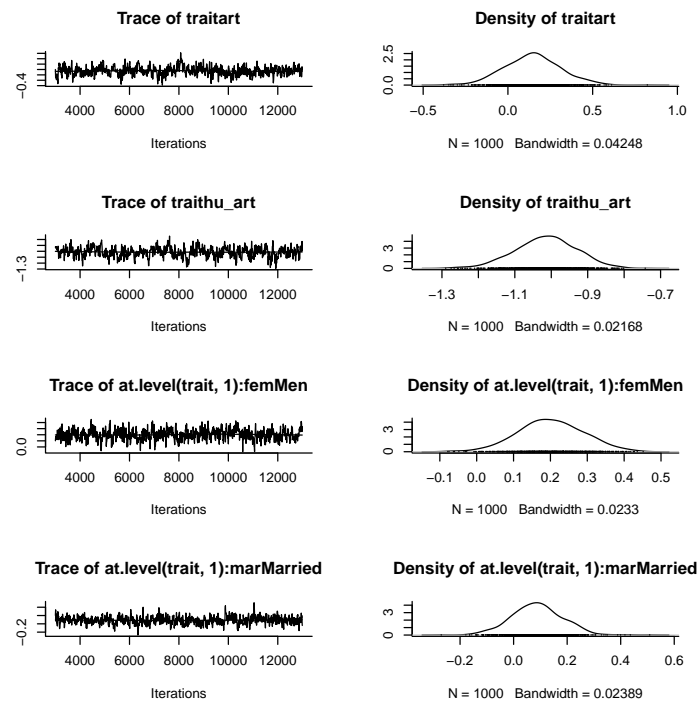 Trace of traitart
Density of traitart
−0.4
4000 6000 8000 10000 12000
Iterations
0.0 2.5
−0.5 0.0 0.5 1.0
N = 1000 Bandwidth = 0.04248
Trace of traithu_art
Density of traithu_art
−1.3
4000 6000 8000 10000 12000
Iterations
0 3
−1.3 −1.1 −0.9 −0.7
N = 1000 Bandwidth = 0.02168
Trace of at.level(trait, 1):femMen
Density of at.level(trait, 1):femMen
0.0
4000 6000 8000 10000 12000
Iterations
0 3
−0.1 0.0 0.1 0.2 0.3 0.4 0.5
N = 1000 Bandwidth = 0.0233
Trace of at.level(trait, 1):marMarried
Density of at.level(trait, 1):marMarried
−0.2
4000 6000 8000 10000 12000
Iterations
0 3
−0.2 0.0 0.2 0.4 0.6
N = 1000 Bandwidth = 0.02389